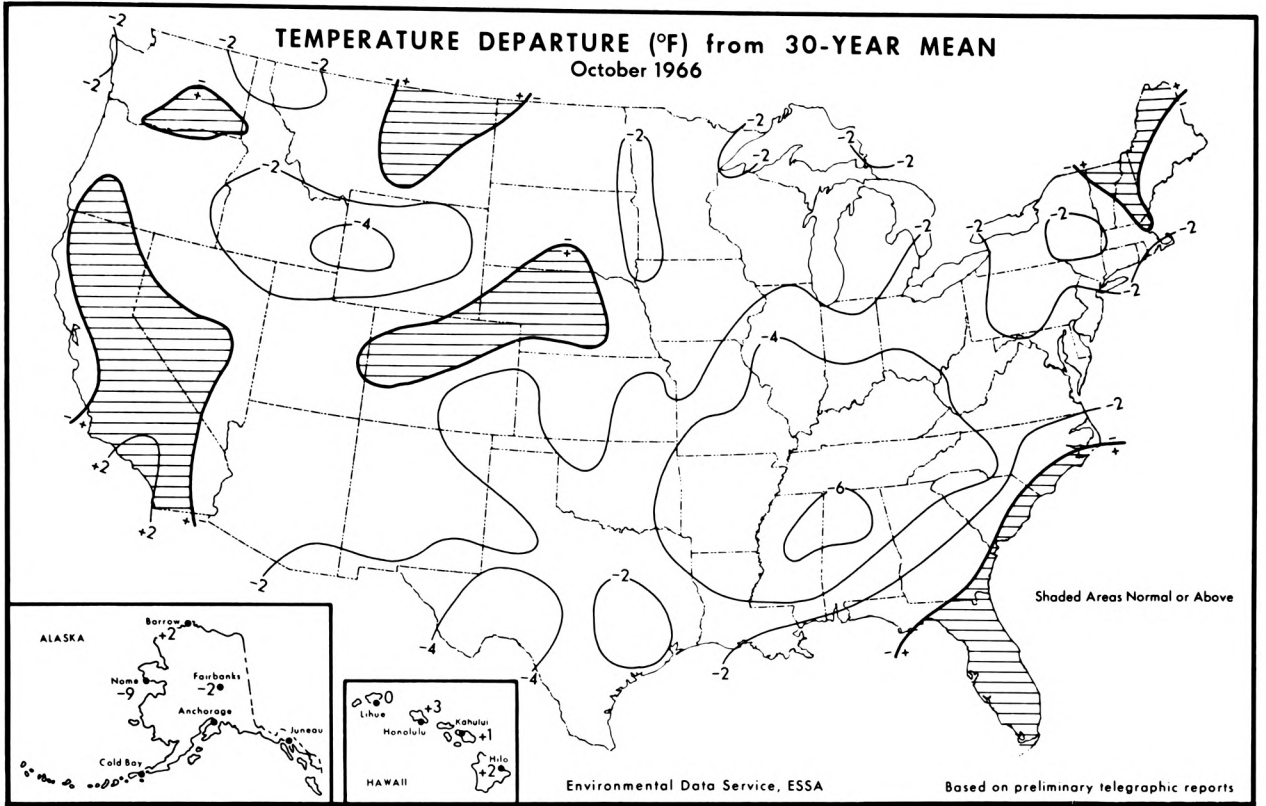 TEMPERATURE DEPARTURE (°F) from 30-YEAR MEAN
October 1966
-2
-2
-2
-2
-
+
-
+
+
-
-2
-2
-2
-2
+
-
+
-2
-4
-2
-2
-2
-2
-2
-
+
-4
-2
-
+
-
+
+2
+2
+
-6
-2
-2
-4
-4
-2
-
+
Shaded Areas Normal or Above
ALASKA
Barrow
+2
Nome
-9
Fairbanks
-2
Anchorage
Juneau
Cold Bay
0
Lihue
+3
Honolulu
Kahului
+1
Hilo
+2
HAWAII
Environmental Data Service, ESSA
Based on preliminary telegraphic reports